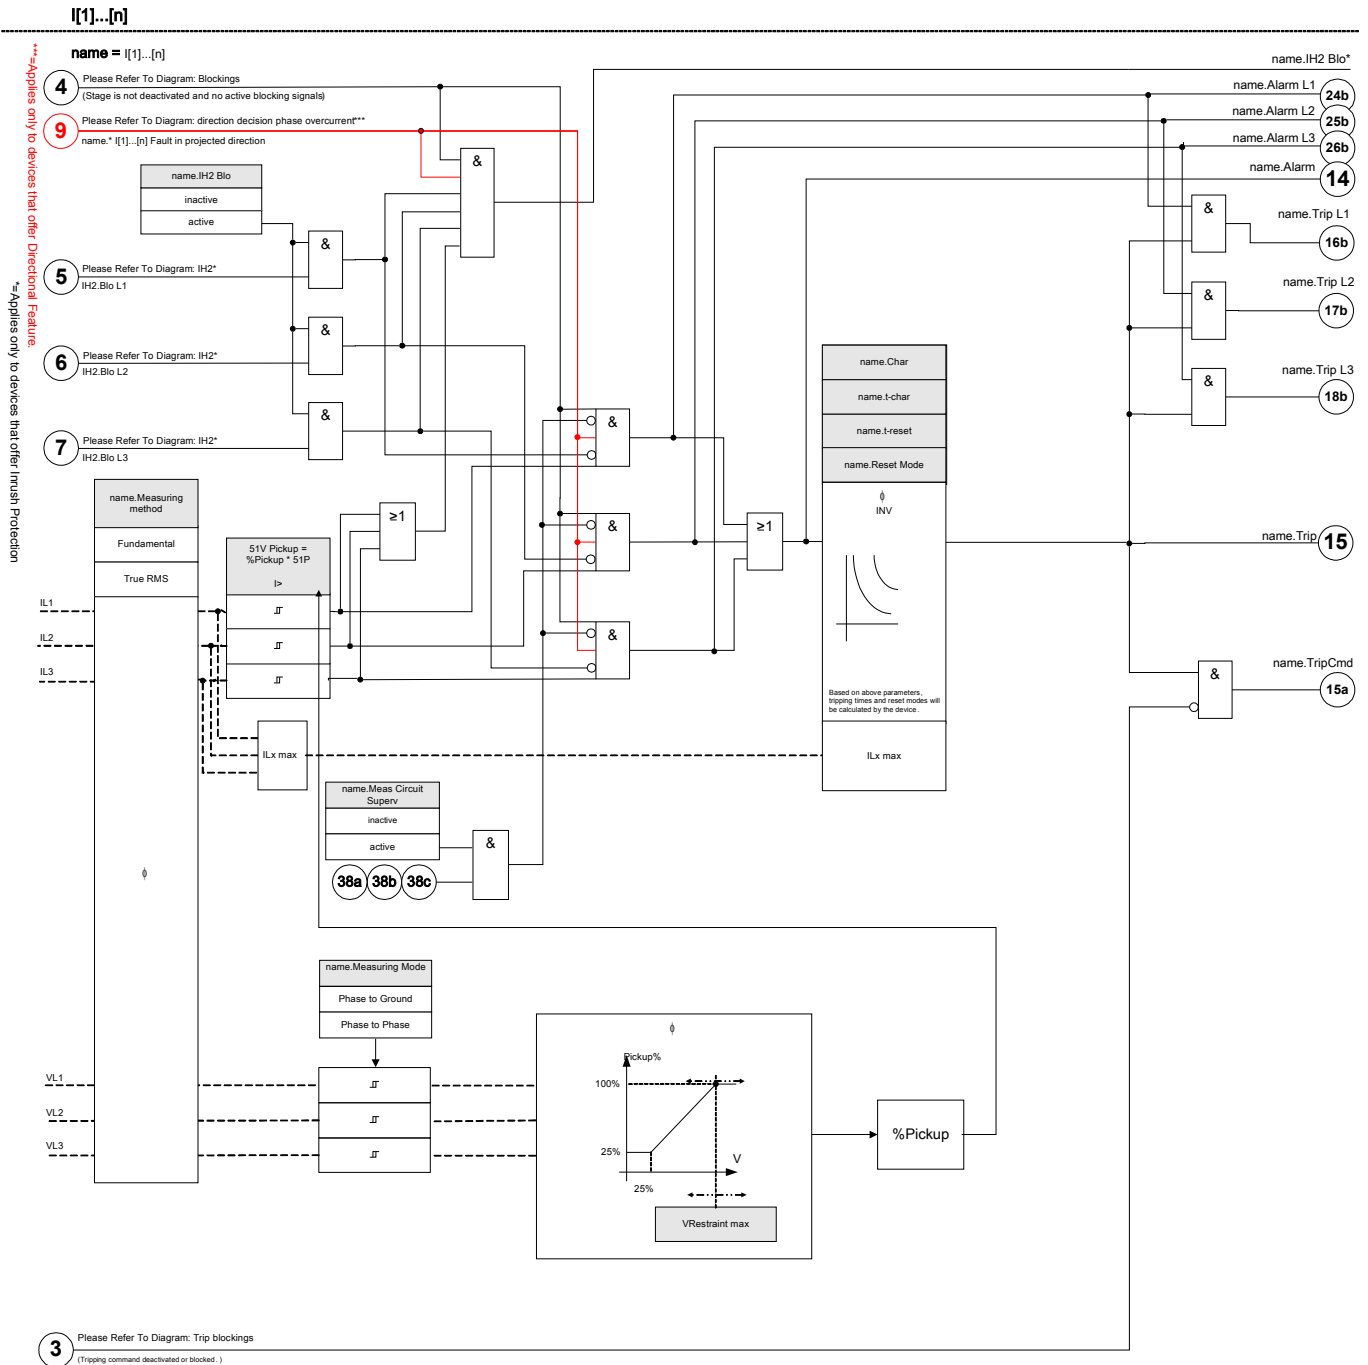 I[1]...[n]
name = I[1]...[n]
***=Applies only to devices that offer Directional Feature.
*=Applies only to devices that offer Inrush Protection
4
Please Refer To Diagram: Blockings
(Stage is not deactivated and no active blocking signals)
9
Please Refer To Diagram: direction decision phase overcurrent***
name.* I[1]...[n] Fault in projected direction
name.IH2 Blo
inactive
active
&
&
5
Please Refer To Diagram: IH2*
IH2.Blo L1
&
6
Please Refer To Diagram: IH2*
IH2.Blo L2
&
7
Please Refer To Diagram: IH2*
IH2.Blo L3
name.IH2 Blo*
name.Alarm L1
24b
name.Alarm L2
25b
name.Alarm L3
26b
name.Alarm
14
&
name.Trip L1
16b
&
name.Trip L2
17b
&
name.Trip L3
18b
name.Char
name.t-char
name.t-reset
name.Reset Mode
ϕ
INV
Based on above parameters,
tripping times and reset modes will
be calculated by the device.
ILx max
&
&
&
≥1
≥1
name.Trip
15
name.Measuring
method
Fundamental
True RMS
ϕ
51V Pickup =
%Pickup * 51P
I>
IL1
IL2
IL3
ILx max
&
name.TripCmd
15a
name.Meas Circuit
Superv
inactive
active
&
38a
38b
38c
name.Measuring Mode
Phase to Ground
Phase to Phase
VL1
VL2
VL3
ϕ
Pickup%
100%
25%
V
25%
VRestraint max
%Pickup
3
Please Refer To Diagram: Trip blockings
(Tripping command deactivated or blocked. )